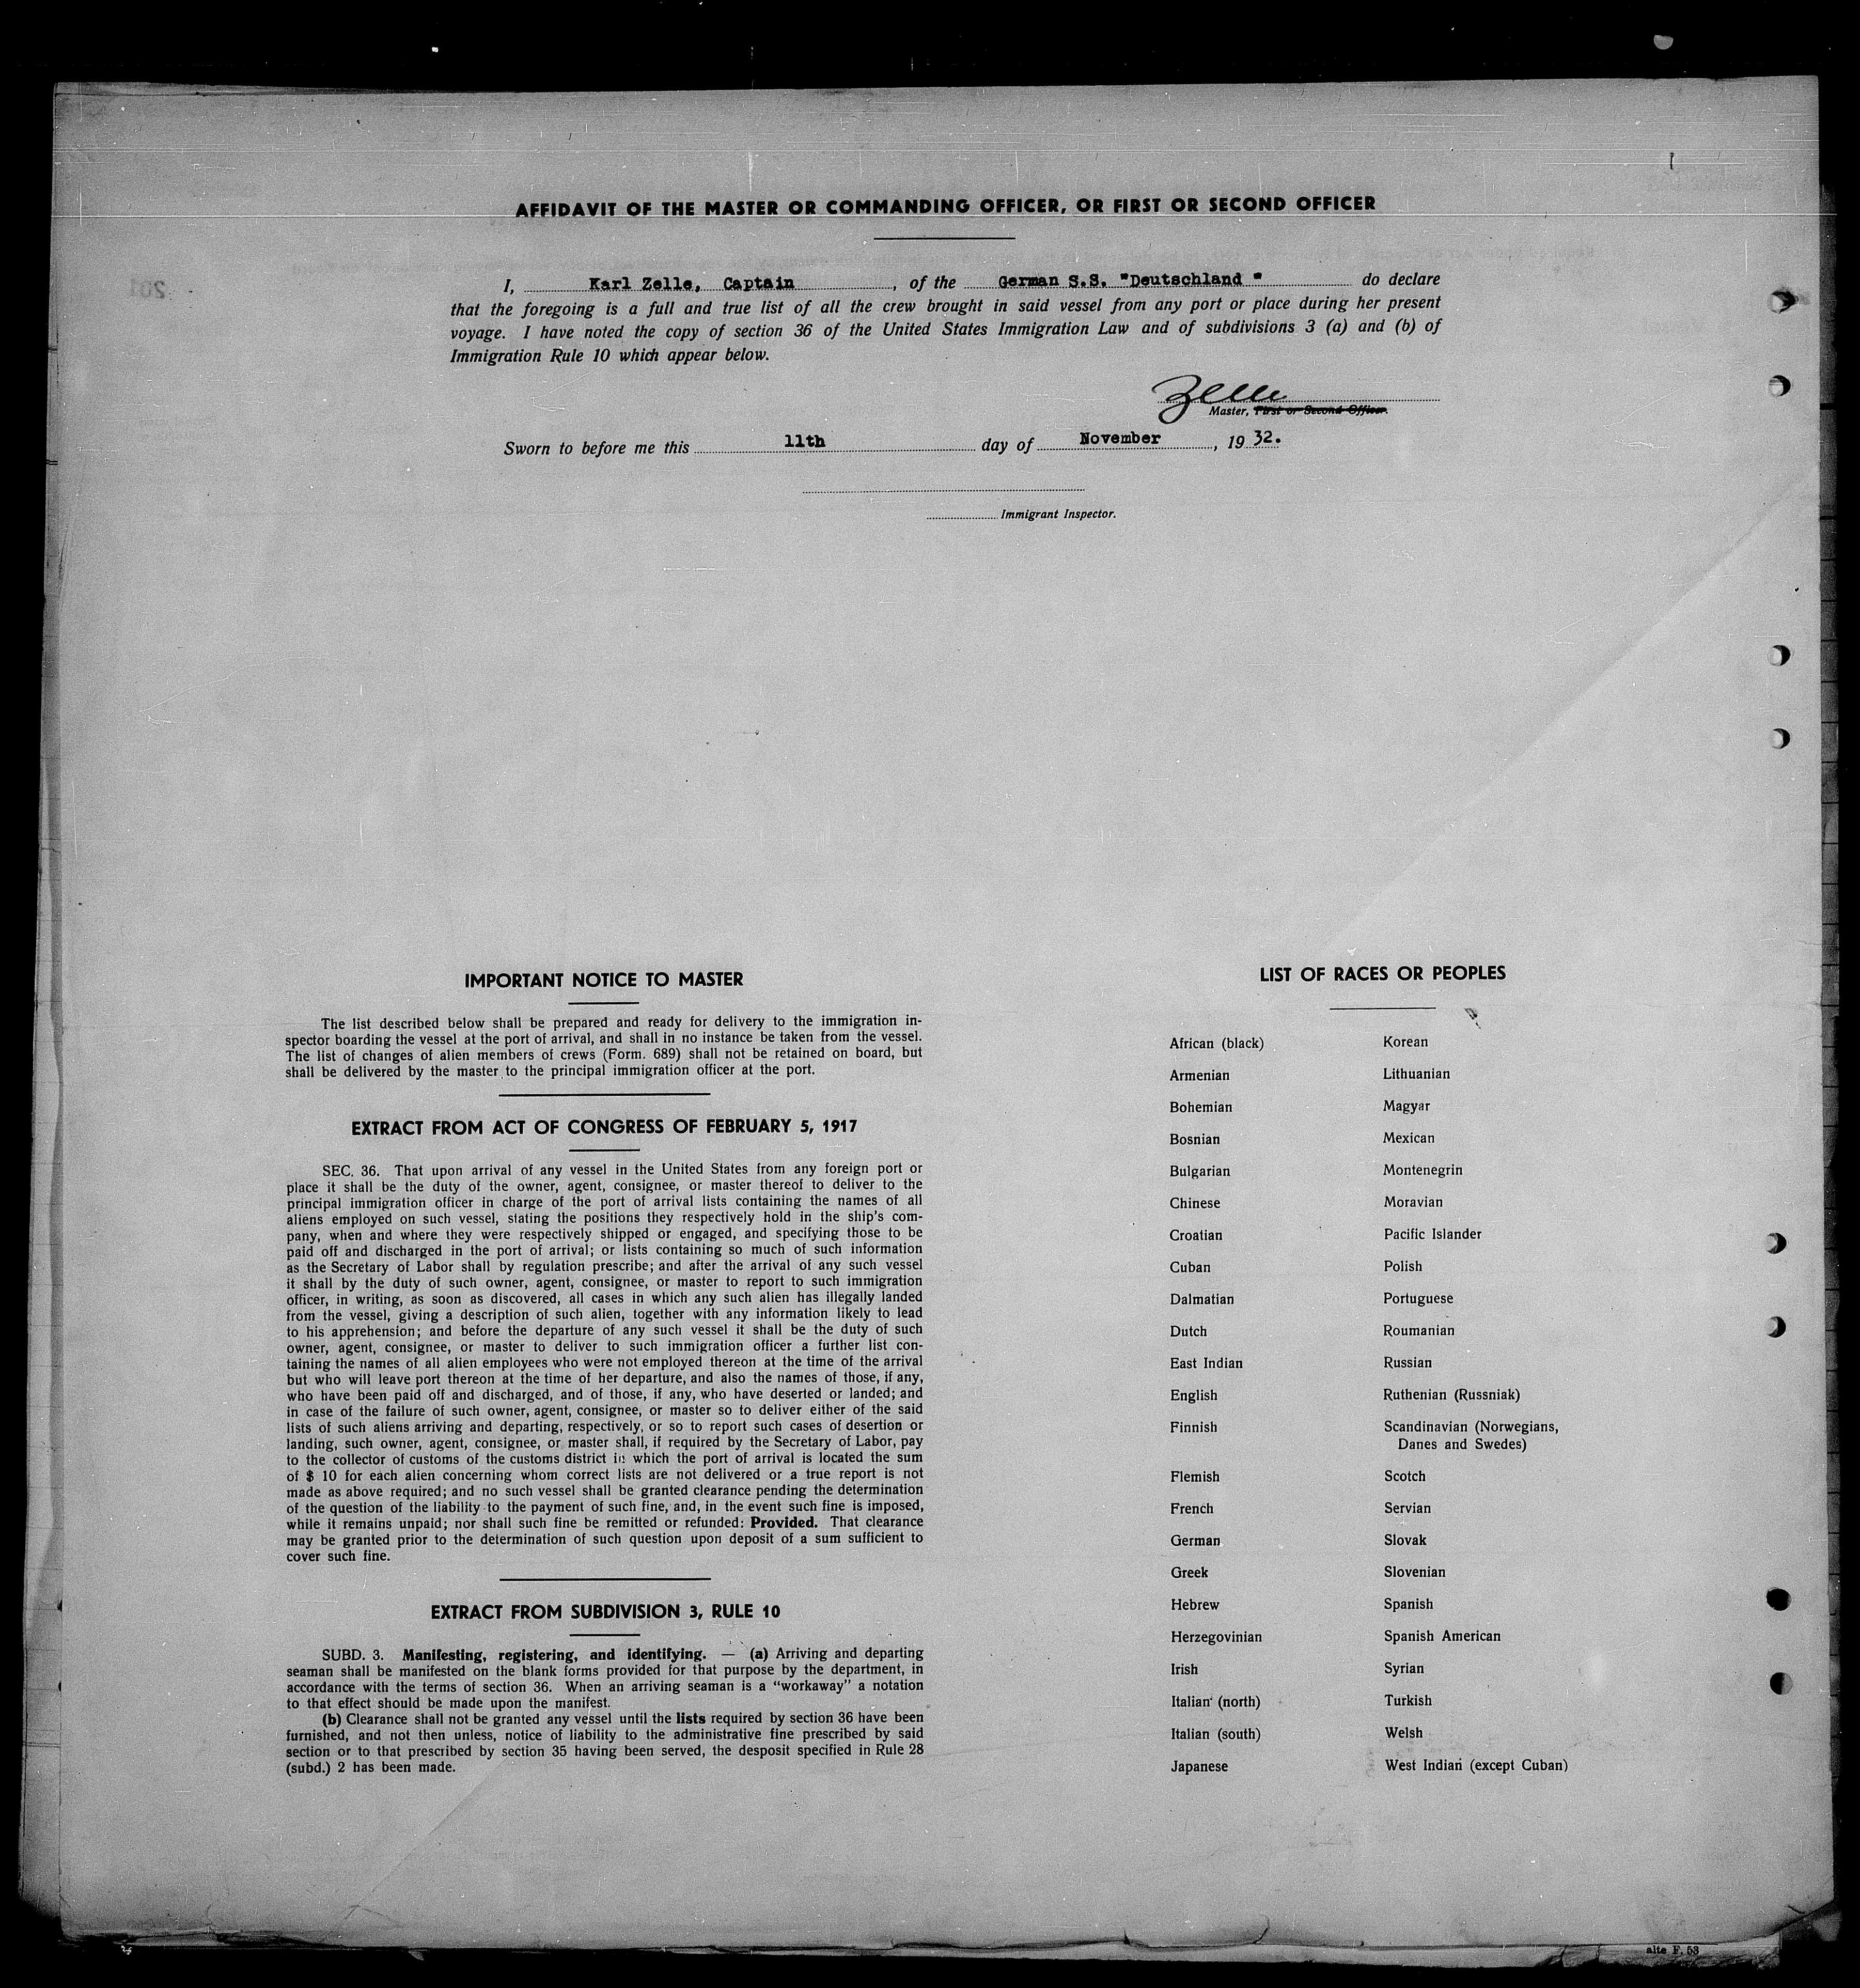 AFFIDAVIT OF THE MASTER OR COMMANDING OFFICER, OR FIRST OR SECOND OFFICER
I, Karl Zelle, Captain, of the German S.S. "Deutschland" do declare
that the foregoing is a full and true list of all the crew brought in said vessel from any port or place during her present
voyage. I have noted the copy of section 36 of the United States Immigration Law and of subdivisions 3 (a) and (b) of
Immigration Rule 10 which appear below.
Zelle
Master, First or Second Officer.
Sworn to before me this 11th day of November, 1932.
Immigrant Inspector.
201
IMPORTANT NOTICE TO MASTER
The list described below shall be prepared and ready for delivery to the immigration in-
spector boarding the vessel at the port of arrival, and shall in no instance be taken from the vessel.
The list of changes of alien members of crews (Form. 689) shall not be retained on board, but
shall be delivered by the master to the principal immigration officer at the port.
EXTRACT FROM ACT OF CONGRESS OF FEBRUARY 5, 1917
SEC. 36. That upon arrival of any vessel in the United States from any foreign port or
place it shall be the duty of the owner, agent, consignee, or master thereof to deliver to the
principal immigration officer in charge of the port of arrival lists containing the names of all
aliens employed on such vessel, stating the positions they respectively hold in the ship's com-
pany, when and where they were respectively shipped or engaged, and specifying those to be
paid off and discharged in the port of arrival; or lists containing so much of such information
as the Secretary of Labor shall by regulation prescribe; and after the arrival of any such vessel
it shall by the duty of such owner, agent, consignee, or master to report to such immigration
officer, in writing, as soon as discovered, all cases in which any such alien has illegally landed
from the vessel, giving a description of such alien, together with any information likely to lead
to his apprehension; and before the departure of any such vessel it shall be the duty of such
owner, agent, consignee, or master to deliver to such immigration officer a further list con-
taining the names of all alien employees who were not employed thereon at the time of the arrival
but who will leave port thereon at the time of her departure, and also the names of those, if any,
who have been paid off and discharged, and of those, if any, who have deserted or landed; and
in case of the failure of such owner, agent, consignee, or master so to deliver either of the said
lists of such aliens arriving and departing, respectively, or so to report such cases of desertion or
landing, such owner, agent, consignee, or master shall, if required by the Secretary of Labor, pay
to the collector of customs of the customs district in which the port of arrival is located the sum
of $ 10 for each alien concerning whom correct lists are not delivered or a true report is not
made as above required; and no such vessel shall be granted clearance pending the determination
of the question of the liability to the payment of such fine, and, in the event such fine is imposed,
while it remains unpaid; nor shall such fine be remitted or refunded: Provided. That clearance
may be granted prior to the determination of such question upon deposit of a sum sufficient to
cover such fine.
EXTRACT FROM SUBDIVISION 3, RULE 10
SUBD. 3. Manifesting, registering, and identifying. — (a) Arriving and departing
seaman shall be manifested on the blank forms provided for that purpose by the department, in
accordance with the terms of section 36. When an arriving seaman is a "workaway" a notation
to that effect should be made upon the manifest.
(b) Clearance shall not be granted any vessel until the lists required by section 36 have been
furnished, and not then unless, notice of liability to the administrative fine prescribed by said
section or to that prescribed by section 35 having been served, the desposit specified in Rule 28
(subd.) 2 has been made.
LIST OF RACES OR PEOPLES
African (black)
Armenian
Bohemian
Bosnian
Bulgarian
Chinese
Croatian
Cuban
Dalmatian
Dutch
East Indian
English
Finnish
Flemish
French
German
Greek
Hebrew
Herzegovinian
Irish
Italian (north)
Italian (south)
Japanese
Korean
Lithuanian
Magyar
Mexican
Montenegrin
Moravian
Pacific Islander
Polish
Portuguese
Roumanian
Russian
Ruthenian (Russniak)
Scandinavian (Norwegians,
Danes and Swedes)
Scotch
Servian
Slovak
Slovenian
Spanish
Spanish American
Syrian
Turkish
Welsh
West Indian (except Cuban)
alte F. 53